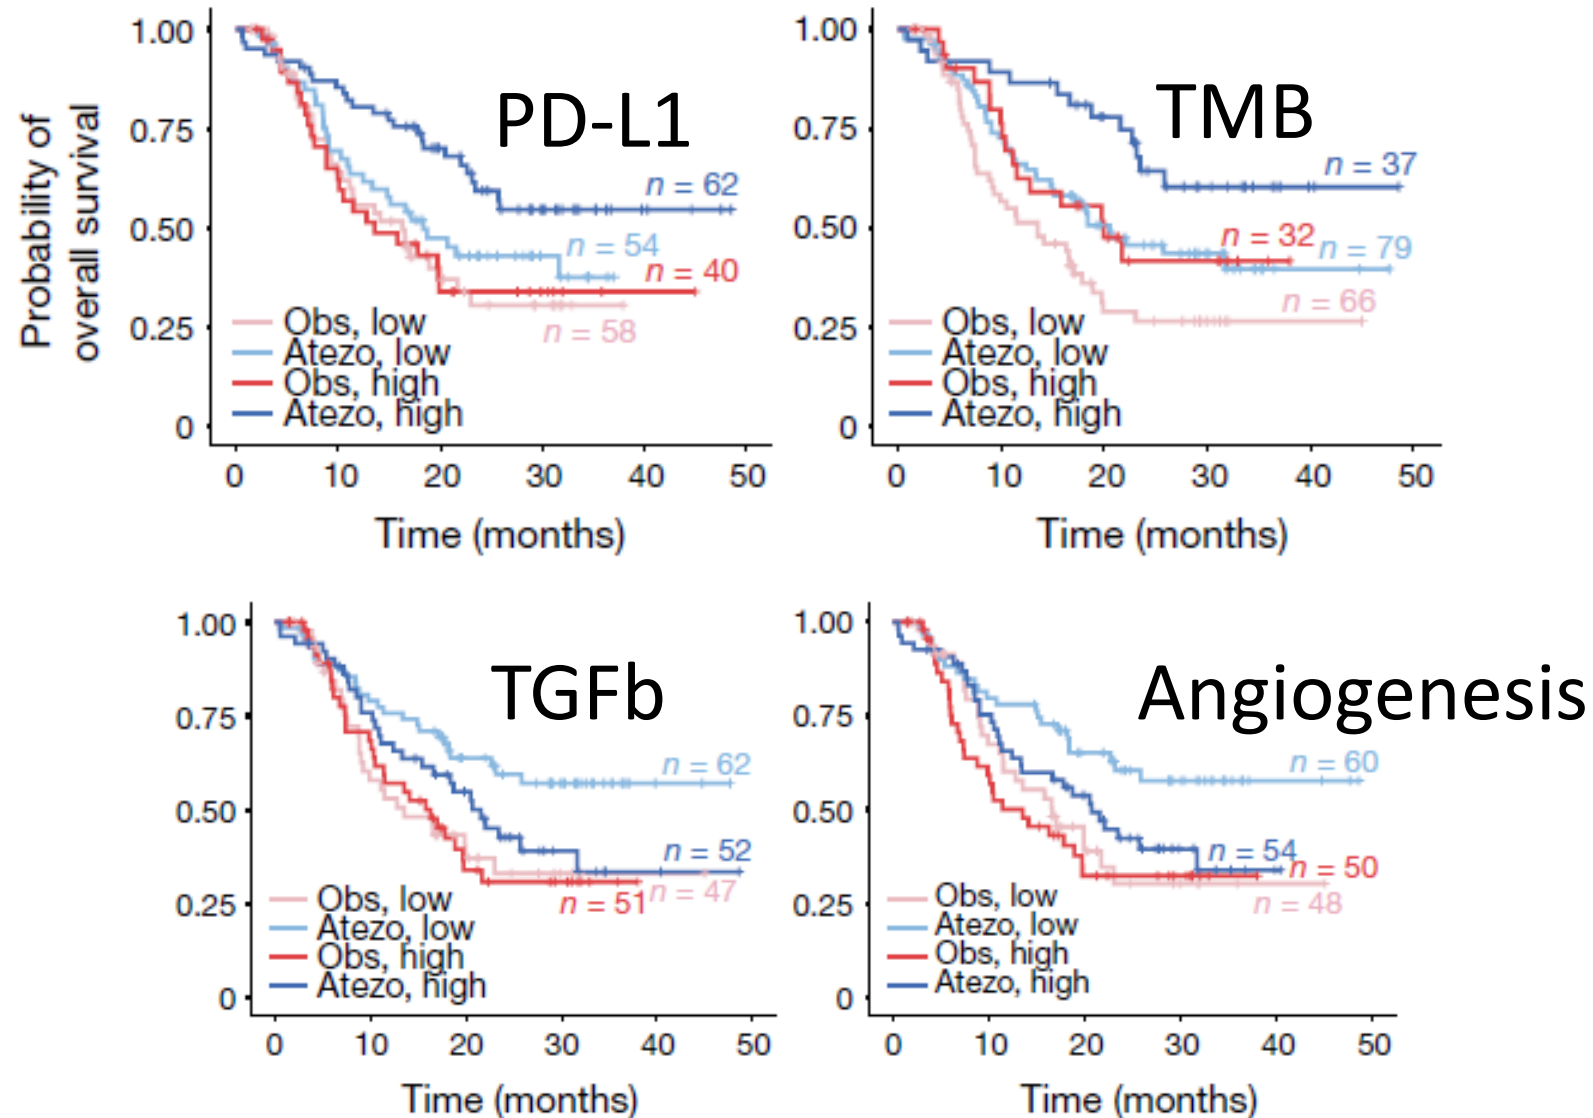 PD-L1
Probability of
overall survival
1.00
0.75
0.50
0.25
0
n = 62
n = 54
n = 40
n = 58
Obs, low
Atezo, low
Obs, high
Atezo, high
0 10 20 30 40 50
Time (months)
TMB
1.00
0.75
0.50
0.25
0
n = 37
n = 32
n = 79
n = 66
Obs, low
Atezo, low
Obs, high
Atezo, high
0 10 20 30 40 50
Time (months)
TGFb
1.00
0.75
0.50
0.25
0
n = 62
n = 52
n = 51
n = 47
Obs, low
Atezo, low
Obs, high
Atezo, high
0 10 20 30 40 50
Time (months)
Angiogenesis
1.00
0.75
0.50
0.25
0
n = 60
n = 54
n = 50
n = 48
Obs, low
Atezo, low
Obs, high
Atezo, high
0 10 20 30 40 50
Time (months)